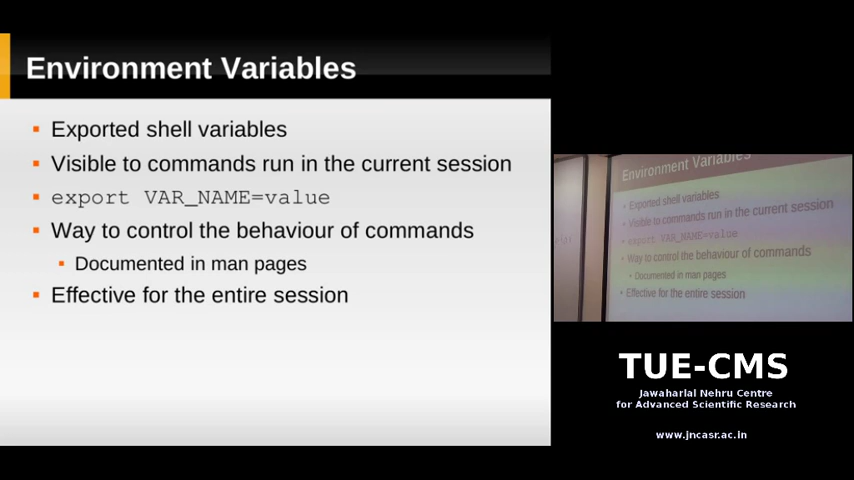 Environment Variables
Exported shell variables
Visible to commands run in the current session
export VAR_NAME=value
Way to control the behaviour of commands
Documented in man pages
Effective for the entire session
Environment Variables
Exported shell variables
Visible to commands run in the current session
export VAR_NAME=value
Way to control the behaviour of commands
Documented in man pages
Effective for the entire session
TUE-CMS
Jawaharlal Nehru Centre
for Advanced Scientific Research
www.jncasr.ac.in